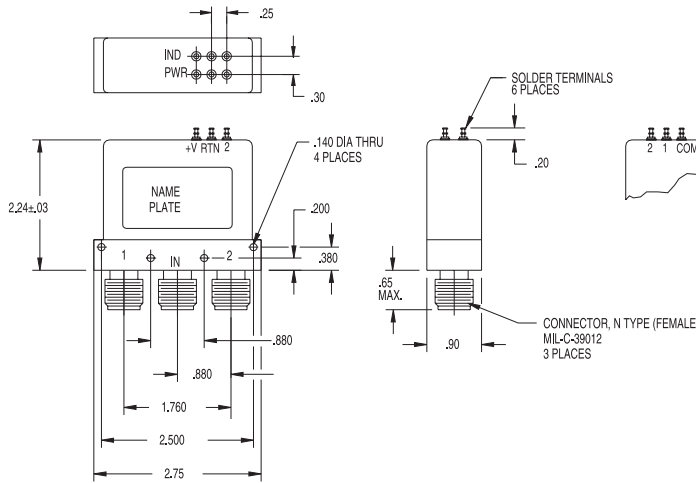 .25
IND
PWR
.30
SOLDER TERMINALS
6 PLACES
+V RTN 2
.140 DIA THRU
4 PLACES
.20
2 1 COM
2.24±.03
NAME
PLATE
.200
1 IN 2
.380
.65
MAX.
CONNECTOR, N TYPE (FEMALE
MIL-C-39012
3 PLACES
.880
.90
.880
1.760
2.500
2.75